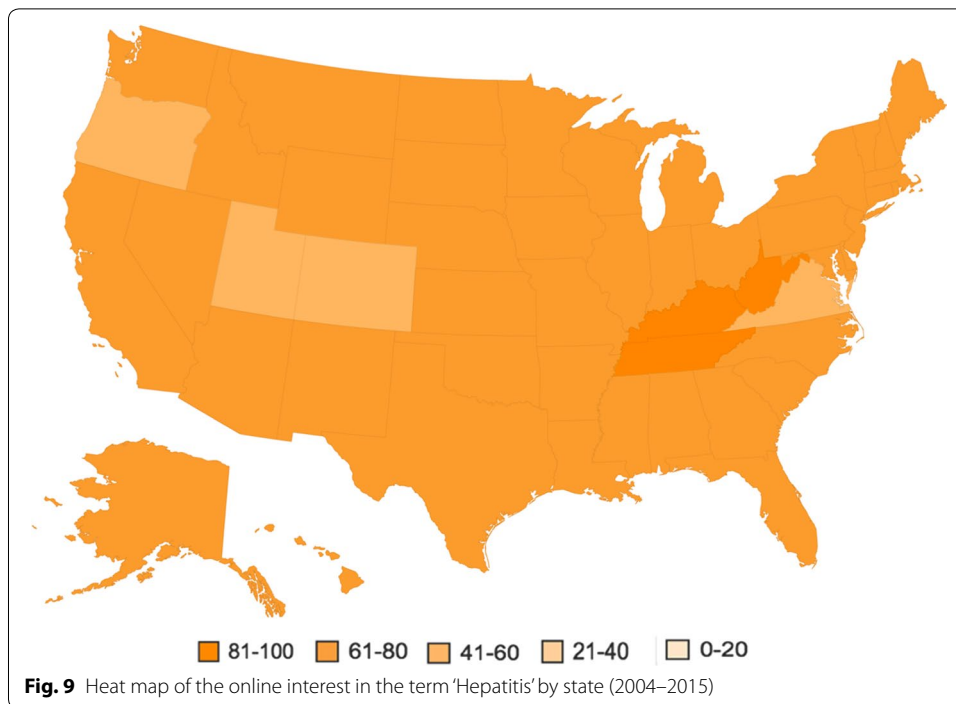 81-100 61-80 41-60 21-40 0-20
Fig. 9 Heat map of the online interest in the term ‘Hepatitis’ by state (2004–2015)